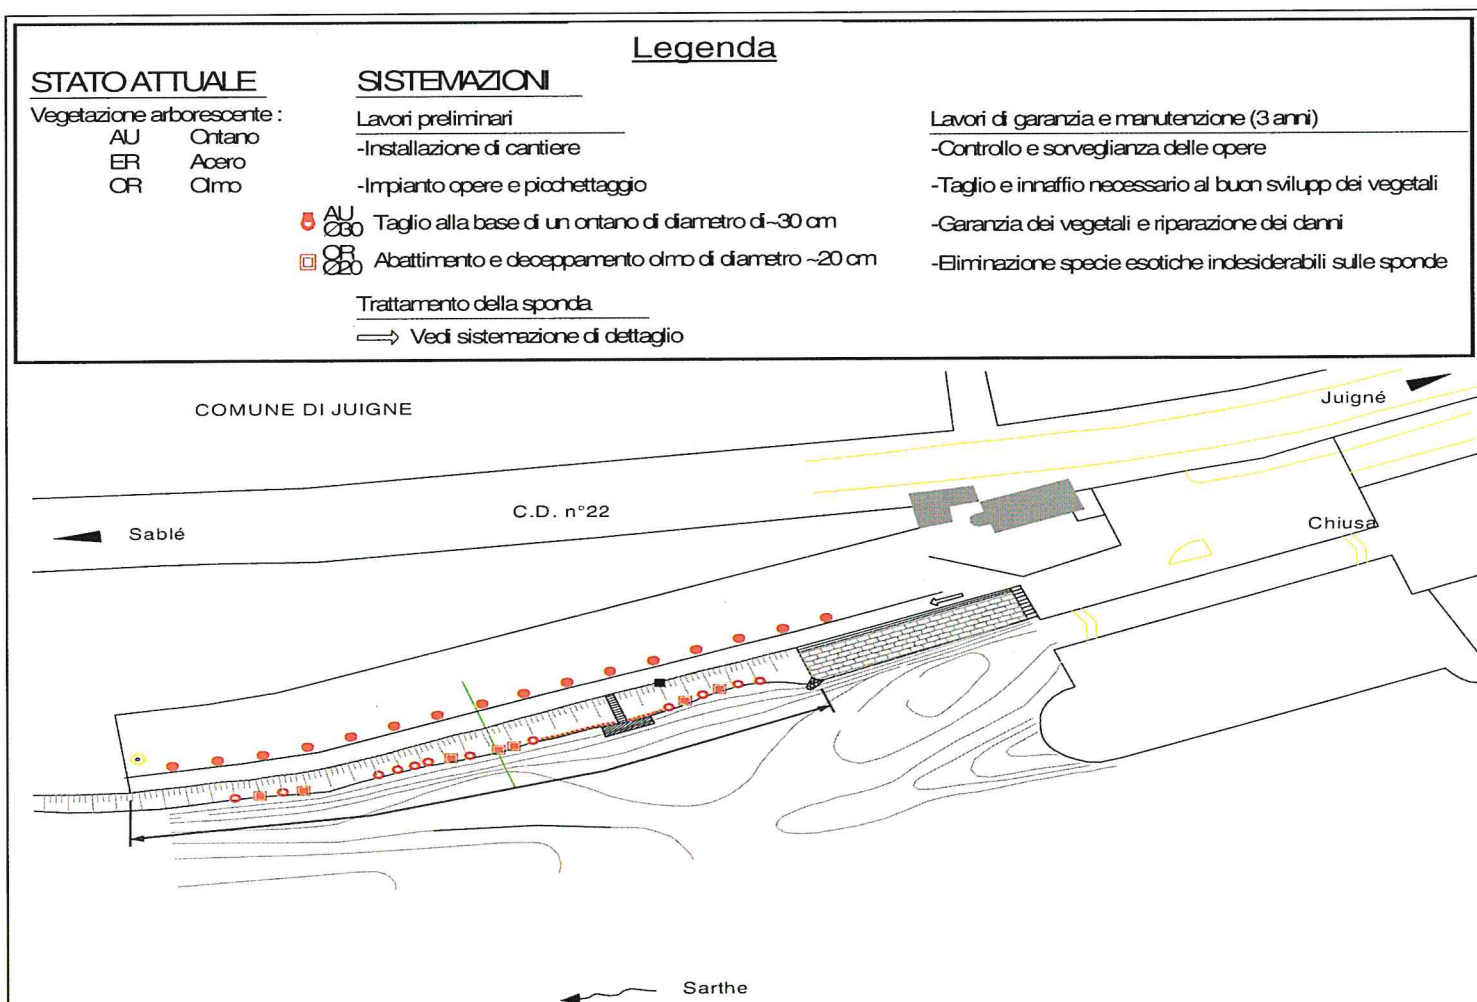 Legenda
STATO ATTUALE
Vegetazione arborescente :
AU Ontano
ER Acero
OR Olmo
SISTEMAZIONI
Lavori preliminari
-Installazione di cantiere
-Impianto opere e picchettaggio
AU Ø30 Taglio alla base di un ontano di diametro di ~30 cm
OR Ø20 Abattimento e deceppamento olmo di diametro ~20 cm
Trattamento della sponda
Vedi sistemazione di dettaglio
Lavori di garanzia e manutenzione (3 anni)
-Controllo e sorveglianza delle opere
-Taglio e innaffio necessario al buon svilupp dei vegetali
-Garanzia dei vegetali e riparazione dei danni
-Eliminazione specie esotiche indesiderabili sulle sponde
COMUNE DI JUIGNE
Juigné
C.D. n°22
Chiusa
Sablé
Sarthe